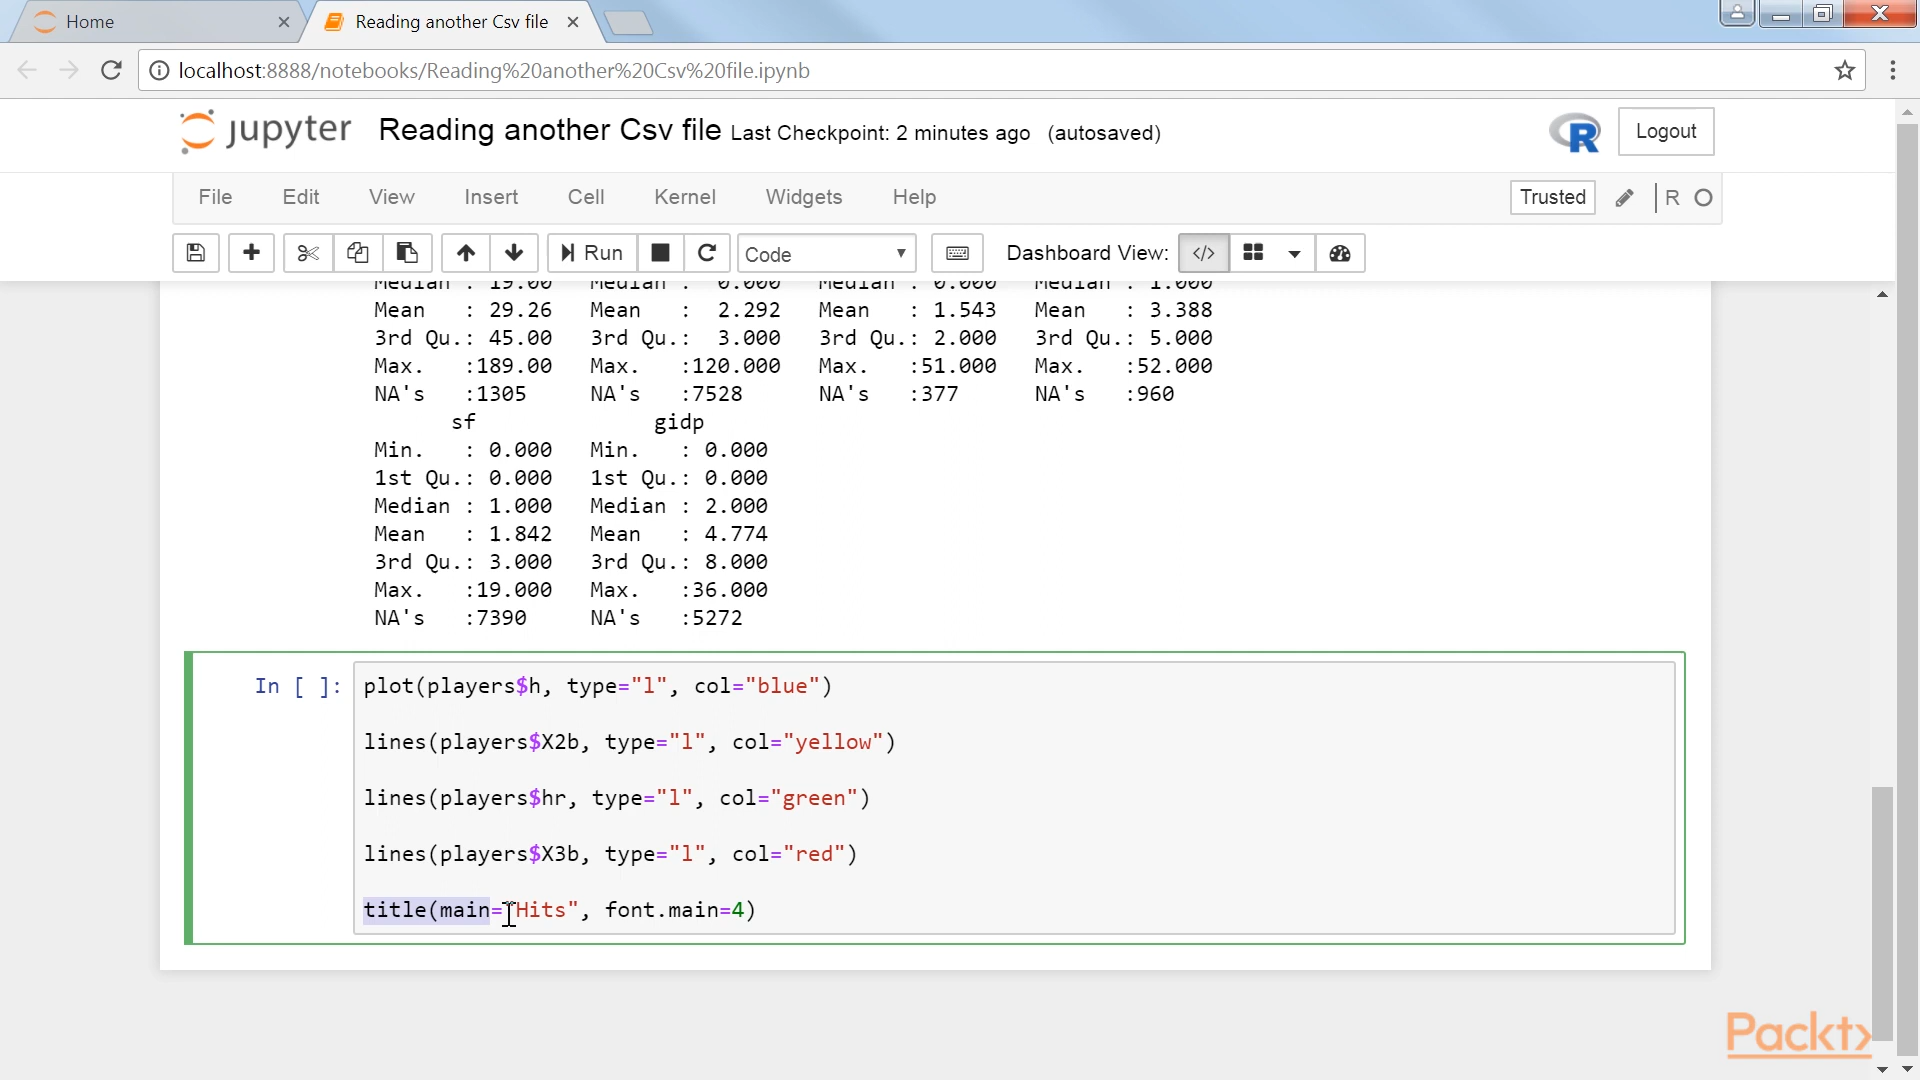 Home
Reading another Csv file
localhost:8888/notebooks/Reading%20another%20Csv%20file.ipynb
jupyter Reading another Csv file Last Checkpoint: 2 minutes ago (autosaved)
R
Logout
File Edit View Insert Cell Kernel Widgets Help
Trusted R
Run Code Dashboard View: </>
Median : 19.00 Median : 0.000 Median : 0.000 Median : 1.000
Mean : 29.26 Mean : 2.292 Mean : 1.543 Mean : 3.388
3rd Qu.: 45.00 3rd Qu.: 3.000 3rd Qu.: 2.000 3rd Qu.: 5.000
Max. :189.00 Max. :120.000 Max. :51.000 Max. :52.000
NA's :1305 NA's :7528 NA's :377 NA's :960
sf gidp
Min. : 0.000 Min. : 0.000
1st Qu.: 0.000 1st Qu.: 0.000
Median : 1.000 Median : 2.000
Mean : 1.842 Mean : 4.774
3rd Qu.: 3.000 3rd Qu.: 8.000
Max. :19.000 Max. :36.000
NA's :7390 NA's :5272
In [ ]: plot(players$h, type="l", col="blue")
lines(players$X2b, type="l", col="yellow")
lines(players$hr, type="l", col="green")
lines(players$X3b, type="l", col="red")
title(main="Hits", font.main=4)
Packt>